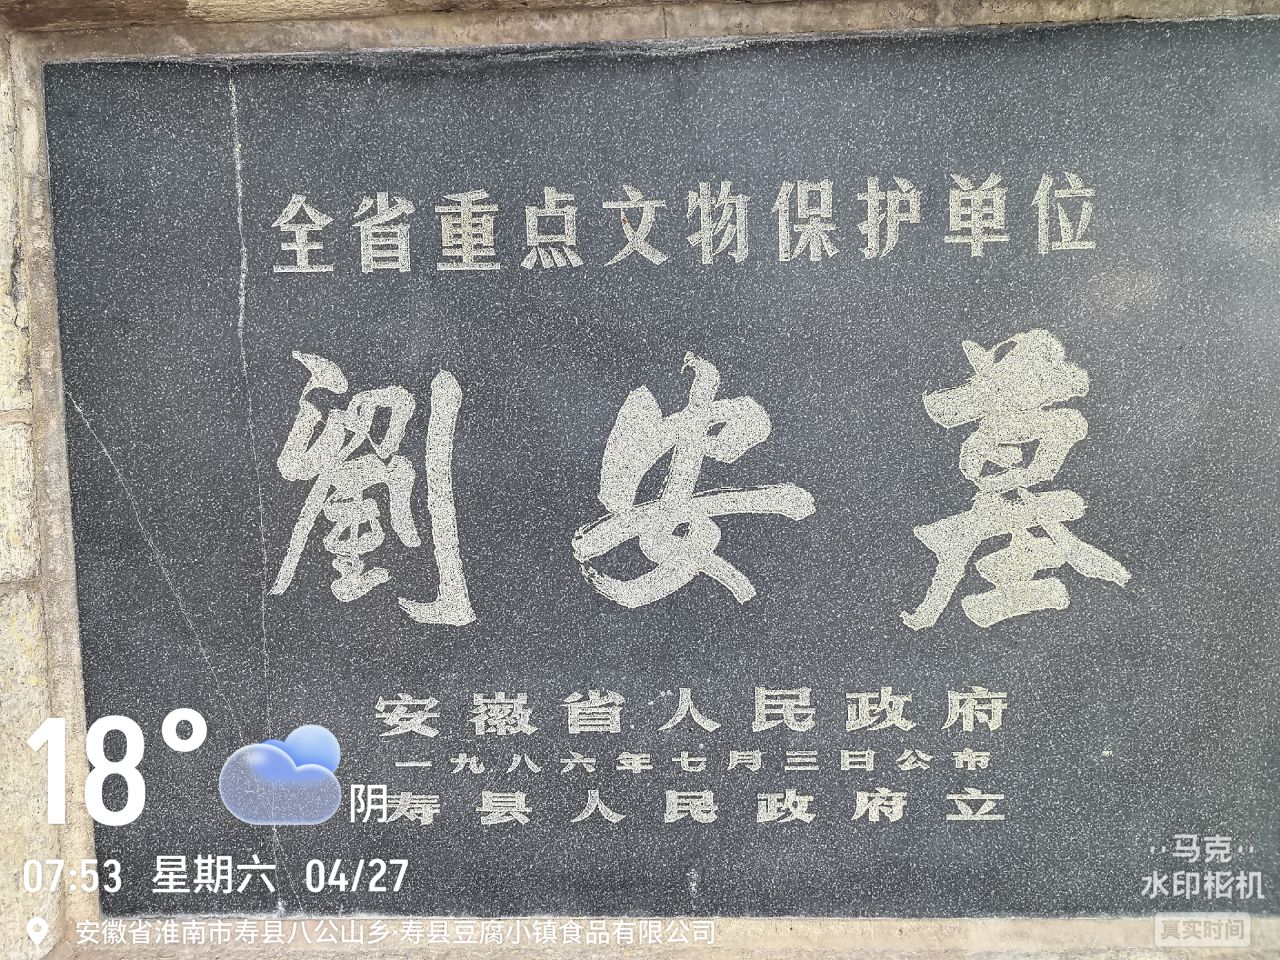 全省重点文物保护单位
劉安墓
安徽省人民政府
一九八六年七月三日公市
寿县人民政府立
18°
阴
07:53 星期六 04/27
安徽省淮南市寿县八公山乡·寿县豆腐小镇食品有限公司
马克
水印相机
真实时间